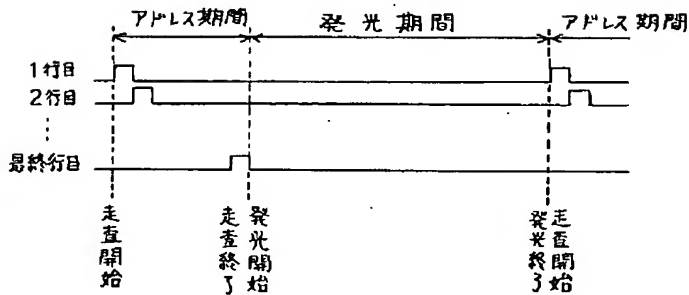 アドレス期間
発光期間
アドレス期間
1行目
2行目
⋮
最終行目
走査開始
走査終了
発光開始
発光終了
走査開始